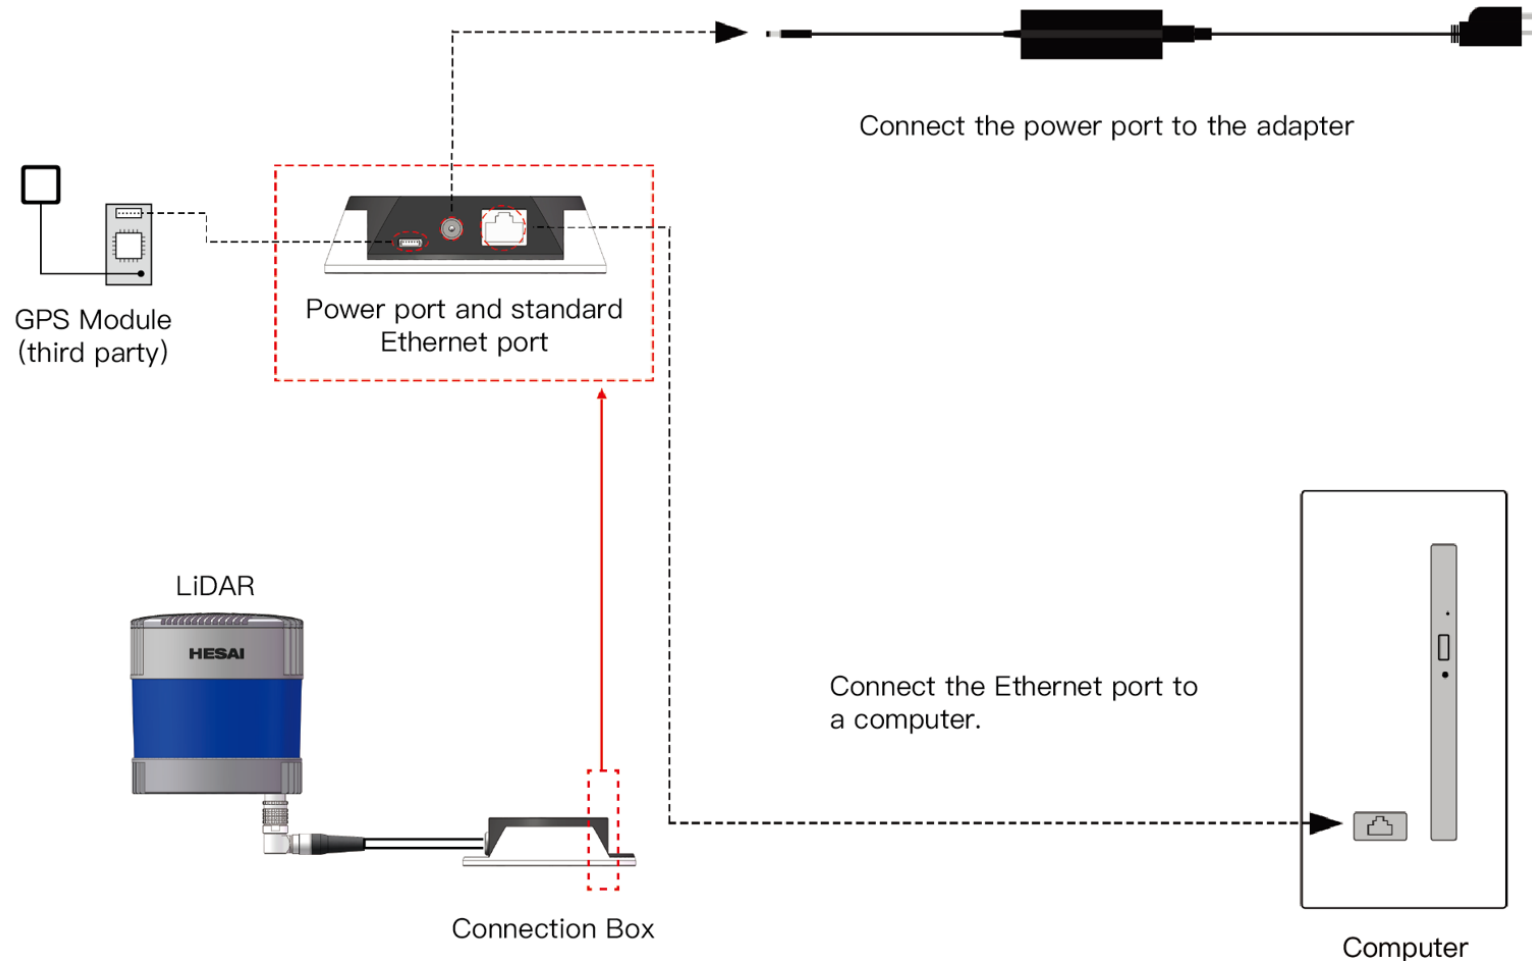 Connect the power port to the adapter
GPS Module
(third party)
Power port and standard
Ethernet port
LiDAR
HESAI
Connect the Ethernet port to
a computer.
Connection Box
Computer